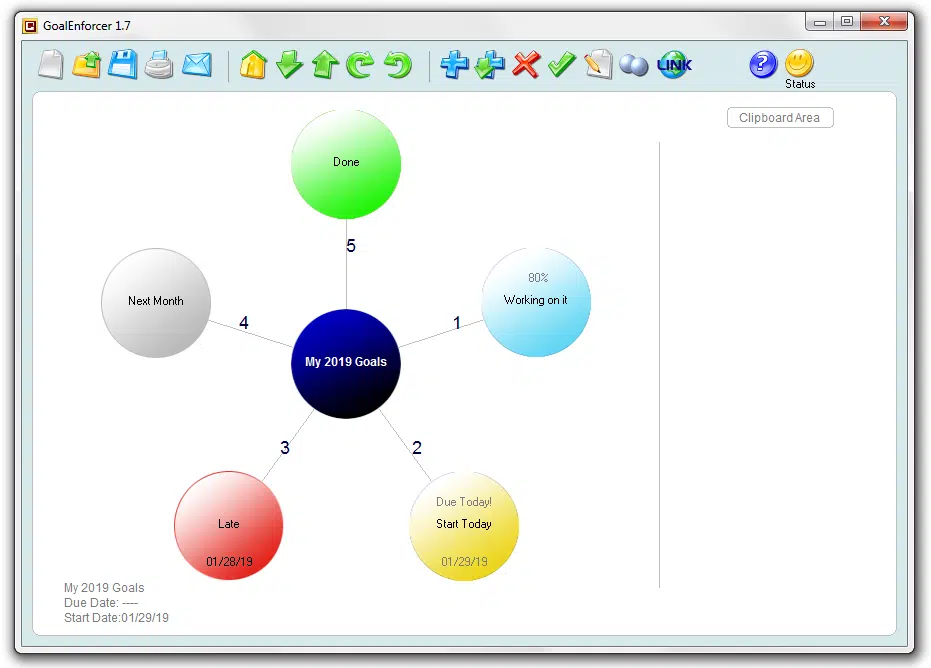 GoalEnforcer 1.7
LINK
?
Status
Clipboard Area
Done
5
Next Month
4
80%
Working on it
1
My 2019 Goals
3
2
Late
01/28/19
Due Today!
Start Today
01/29/19
My 2019 Goals
Due Date: ----
Start Date:01/29/19